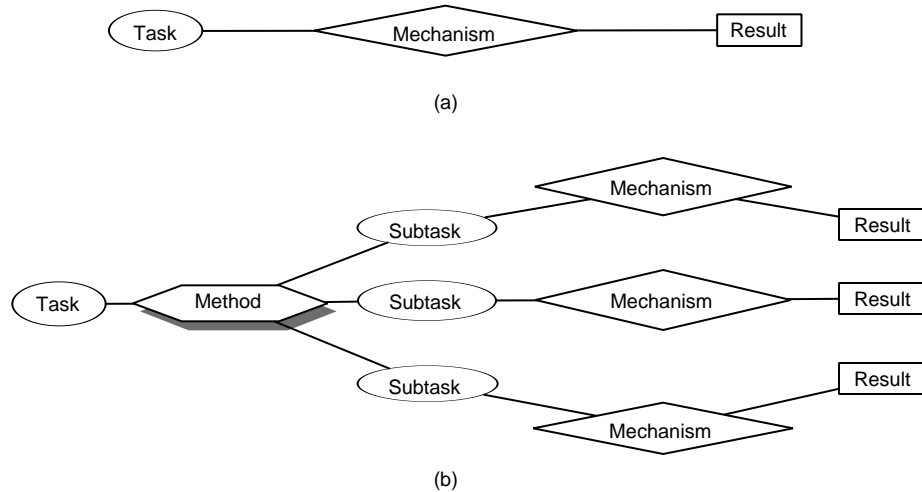 Task
Mechanism
Result
(a)
Mechanism
Subtask
Result
Task
Method
Subtask
Mechanism
Result
Subtask
Result
Mechanism
(b)